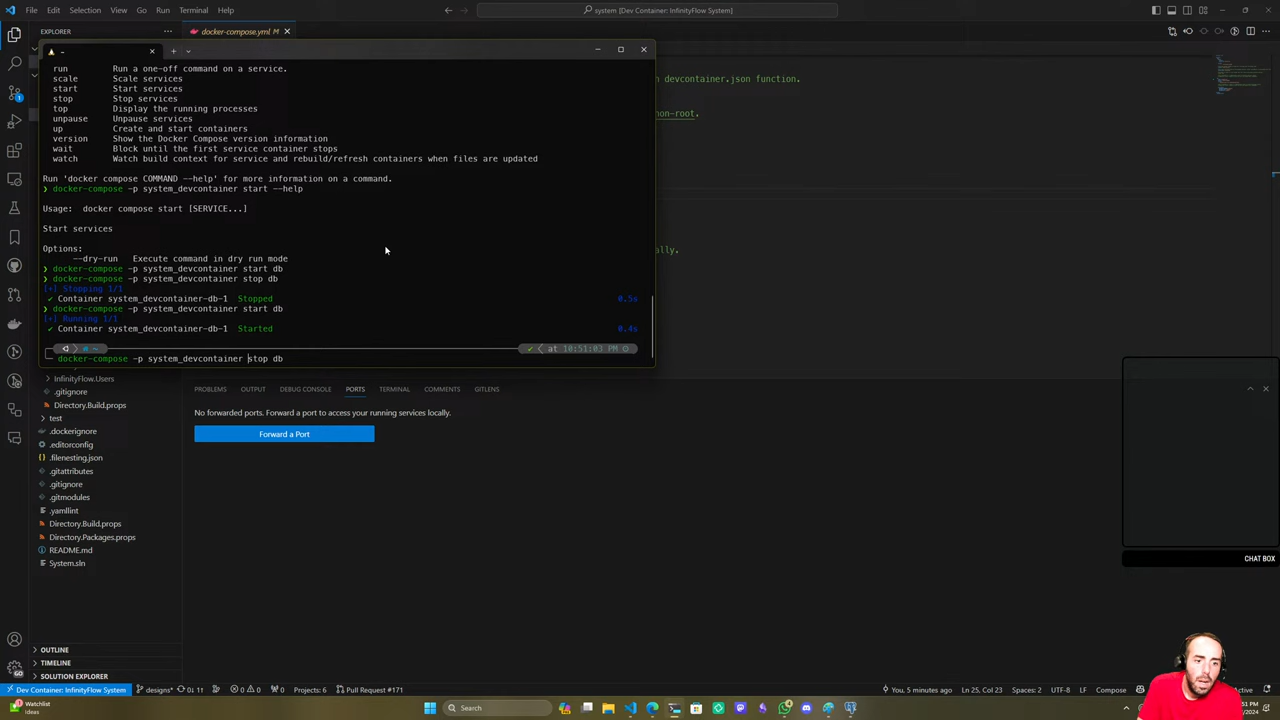 File Edit Selection View Go Run Terminal Help
system [Dev Container: InfinityFlow System]
EXPLORER
docker-compose.yml M
~
run Run a one-off command on a service.
scale Scale services
start Start services
stop Stop services
top Display the running processes
unpause Unpause services
up Create and start containers
version Show the Docker Compose version information
wait Block until the first service container stops
watch Watch build context for service and rebuild/refresh containers when files are updated
Run 'docker compose COMMAND --help' for more information on a command.
❯ docker-compose -p system_devcontainer start --help
Usage: docker compose start [SERVICE...]
Start services
Options:
--dry-run Execute command in dry run mode
❯ docker-compose -p system_devcontainer start db
❯ docker-compose -p system_devcontainer stop db
[+] Stopping 1/1
✔ Container system_devcontainer-db-1 Stopped 0.5s
❯ docker-compose -p system_devcontainer start db
[+] Running 1/1
✔ Container system_devcontainer-db-1 Started 0.4s
~ at 10:51:03 PM
docker-compose -p system_devcontainer stop db
devcontainer.json function.
non-root.
ally.
InfinityFlow.Users
.gitignore
Directory.Build.props
test
.dockerignore
.editorconfig
.filenesting.json
.gitattributes
.gitignore
.gitmodules
.yamllint
Directory.Build.props
Directory.Packages.props
README.md
System.sln
OUTLINE
TIMELINE
SOLUTION EXPLORER
PROBLEMS OUTPUT DEBUG CONSOLE PORTS TERMINAL COMMENTS GITLENS
No forwarded ports. Forward a port to access your running services locally.
Forward a Port
CHAT BOX
Dev Container: InfinityFlow System designs* 0↓ 1↑ 0 0 0 Projects: 6 Pull Request #171
You, 5 minutes ago Ln 25, Col 23 Spaces: 2 UTF-8 LF Compose
Watchlist
Ideas
Search